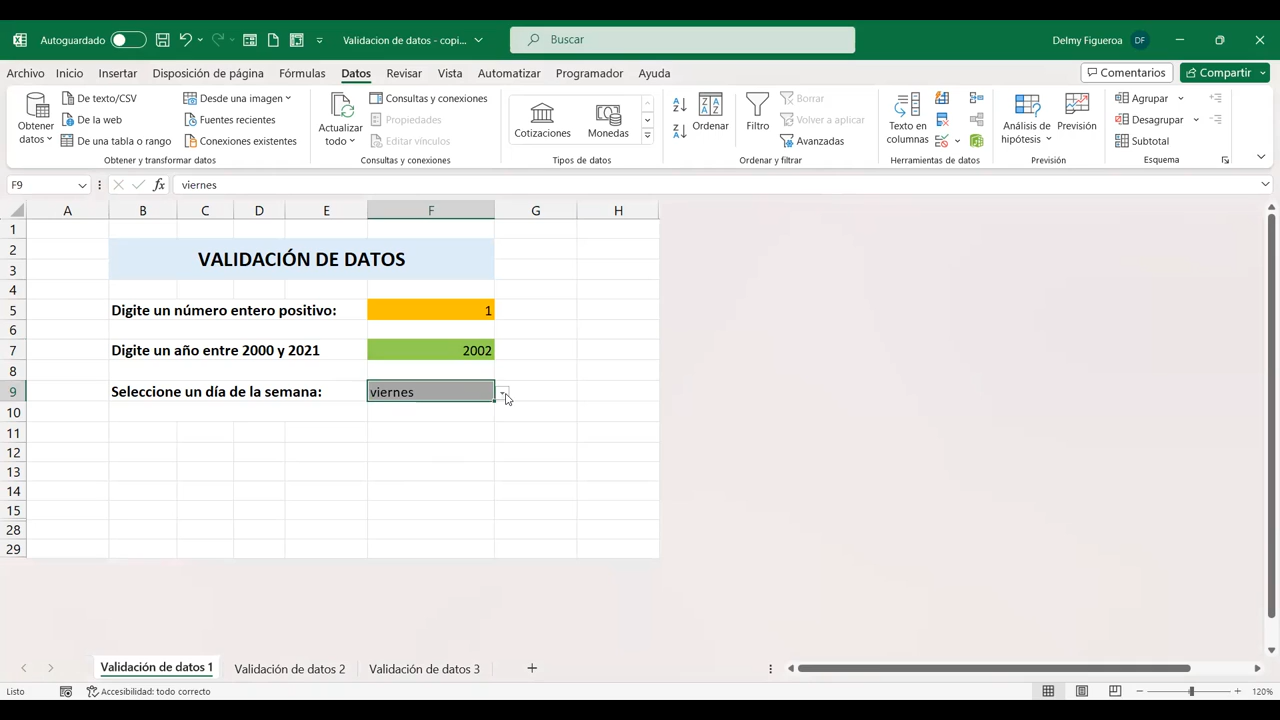 Autoguardado
Validacion de datos - copi...
Buscar
Delmy Figueroa
DF
Archivo
Inicio
Insertar
Disposición de página
Fórmulas
Datos
Revisar
Vista
Automatizar
Programador
Ayuda
Comentarios
Compartir
Obtener datos
De texto/CSV
De la web
De una tabla o rango
Desde una imagen
Fuentes recientes
Conexiones existentes
Obtener y transformar datos
Actualizar todo
Consultas y conexiones
Propiedades
Editar vínculos
Consultas y conexiones
Cotizaciones
Monedas
Tipos de datos
Ordenar
Filtro
Borrar
Volver a aplicar
Avanzadas
Ordenar y filtrar
Texto en columnas
Herramientas de datos
Análisis de hipótesis
Previsión
Previsión
Agrupar
Desagrupar
Subtotal
Esquema
F9
fx
viernes
A B C D E F G H
1
2
VALIDACIÓN DE DATOS
3
4
5 Digite un número entero positivo: 1
6
7 Digite un año entre 2000 y 2021 2002
8
9 Seleccione un día de la semana: viernes
10
11
12
13
14
15
28
29
Validación de datos 1
Validación de datos 2
Validación de datos 3
Listo
Accesibilidad: todo correcto
120%